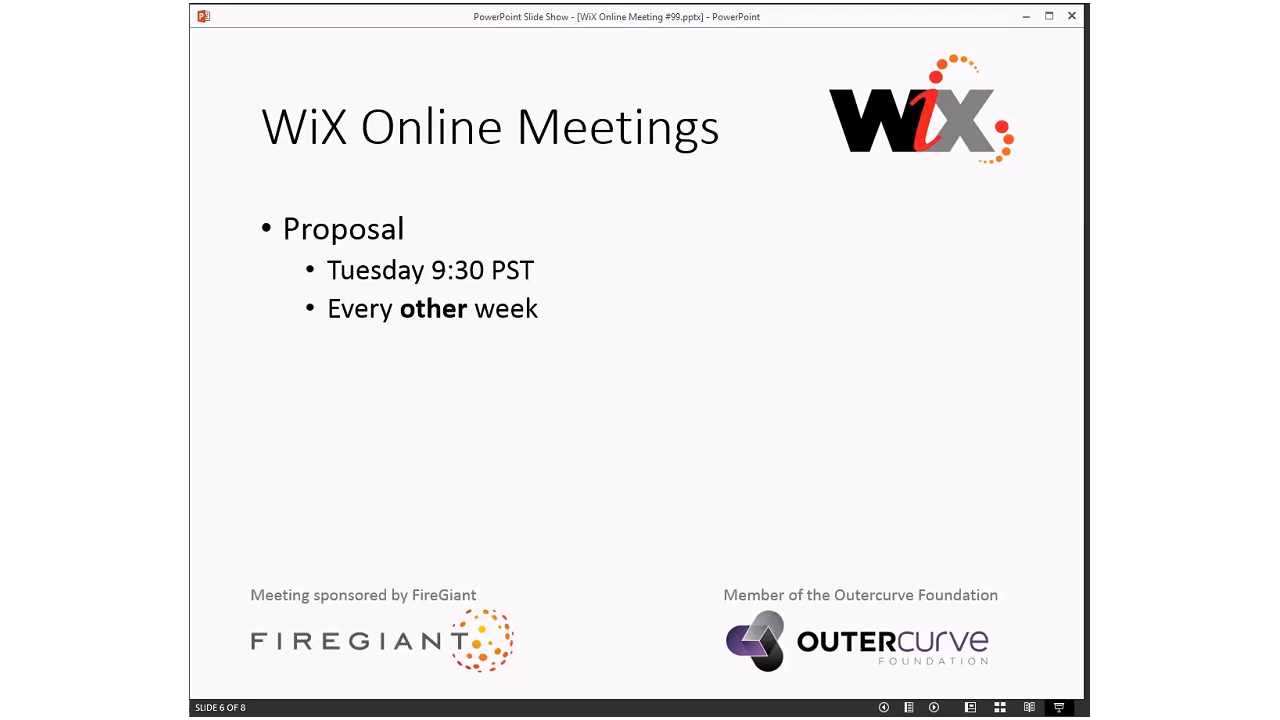 PowerPoint Slide Show - [WiX Online Meeting #99.pptx] - PowerPoint
WiX
WiX Online Meetings
• Proposal
• Tuesday 9:30 PST
• Every other week
Meeting sponsored by FireGiant
Member of the Outercurve Foundation
FIREGIANT
OUTERCURVE
FOUNDATION
SLIDE 6 OF 8